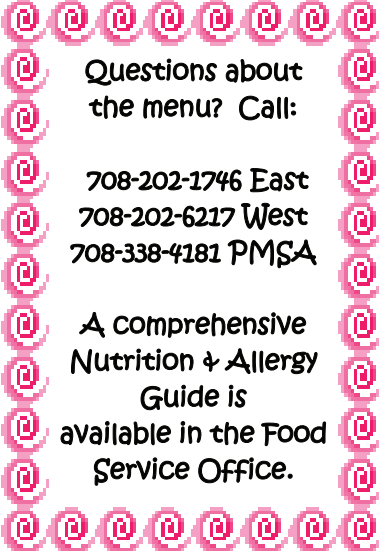 Questions about
the menu?  Call:
708-202-1746 East
708-202-6217 West
708-338-4181 PMSA
A comprehensive
Nutrition & Allergy
Guide is
available in the Food
Service Office.